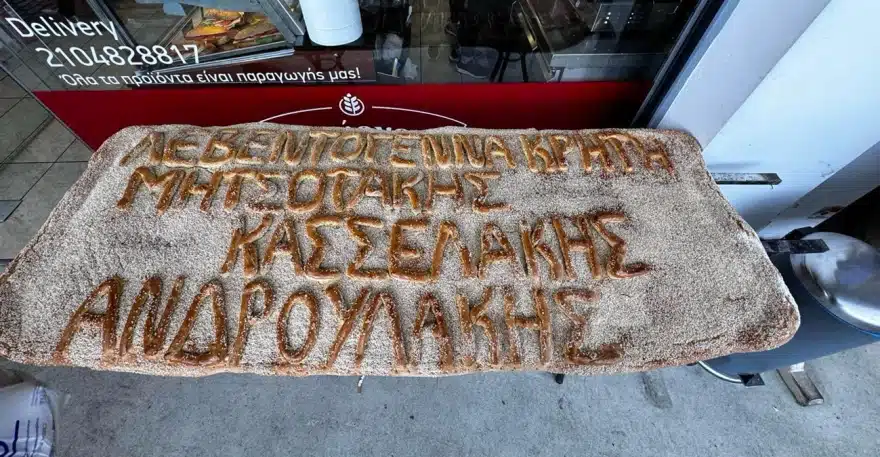 Delivery
2104828817
Όλα τα προϊόντα είναι παραγωγής μας!
ΛΕΒΕΝΤΟΓΕΝΝΑ ΚΡΗΤΗ
ΜΗΤΣΟΤΑΚΗΣ
ΚΑΣΣΕΛΑΚΗΣ
ΑΝΔΡΟΥΛΑΚΗΣ